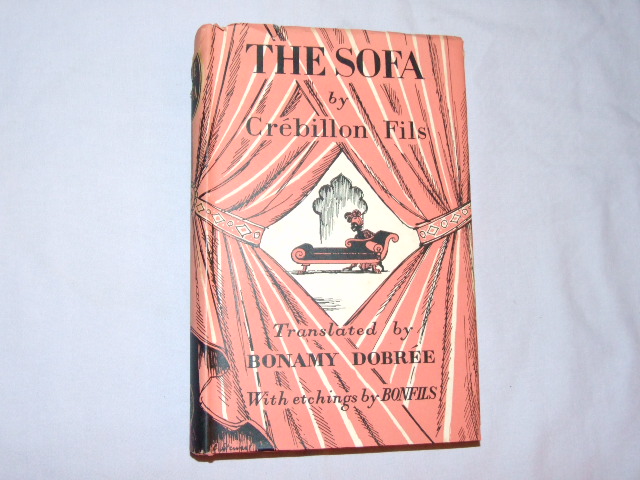 THE SOFA
by
Crébillon Fils
Translated by
BONAMY DOBRÉE
With etchings by BONFILS